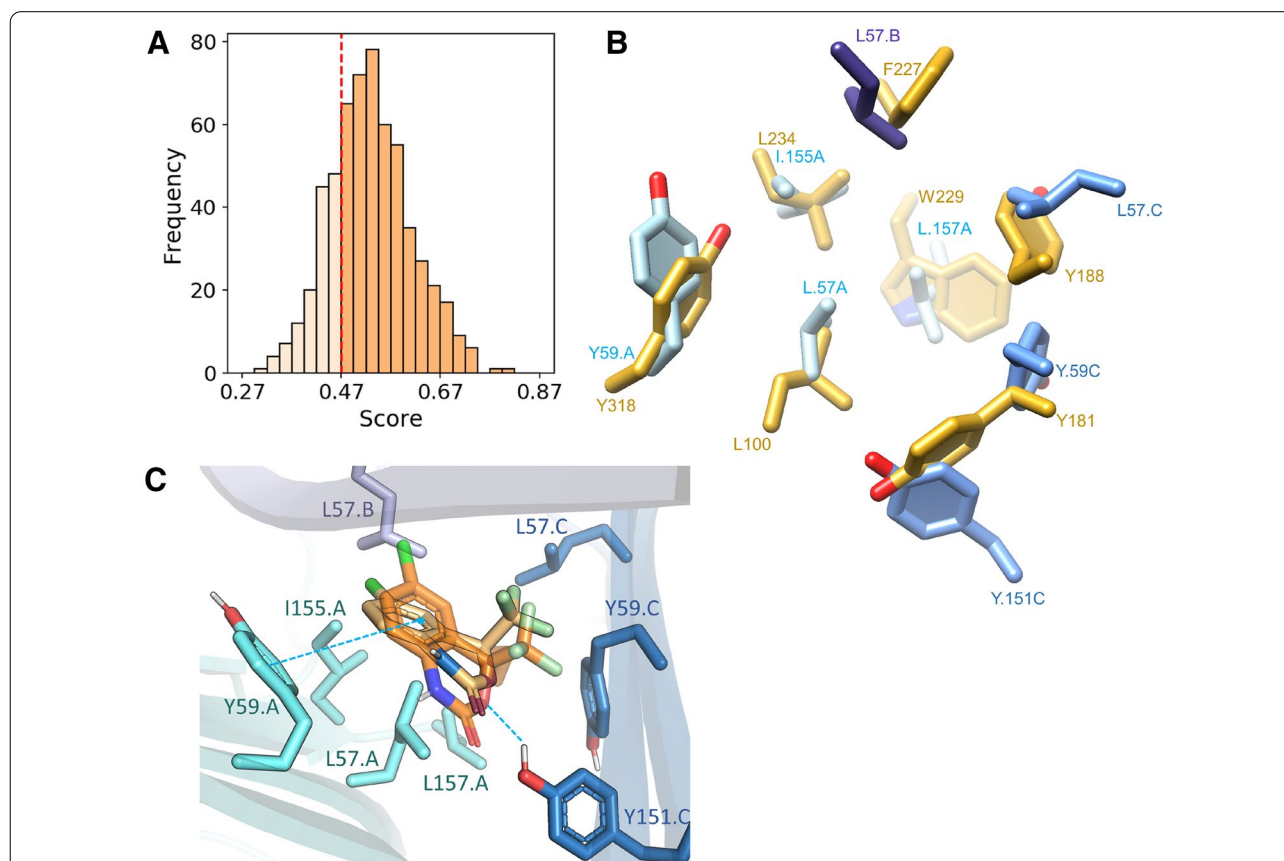 A
80
60
40
20
0
Frequency
0.27 0.47 0.67 0.87
Score
B
L57.B
F227
L234
I.155A
W229
L.157A
L57.C
Y188
L.57A
Y59.A
Y318
L100
Y.59C
Y181
Y.151C
C
L57.B
L57.C
I155.A
Y59.C
Y59.A
L57.A
L157.A
Y151.C